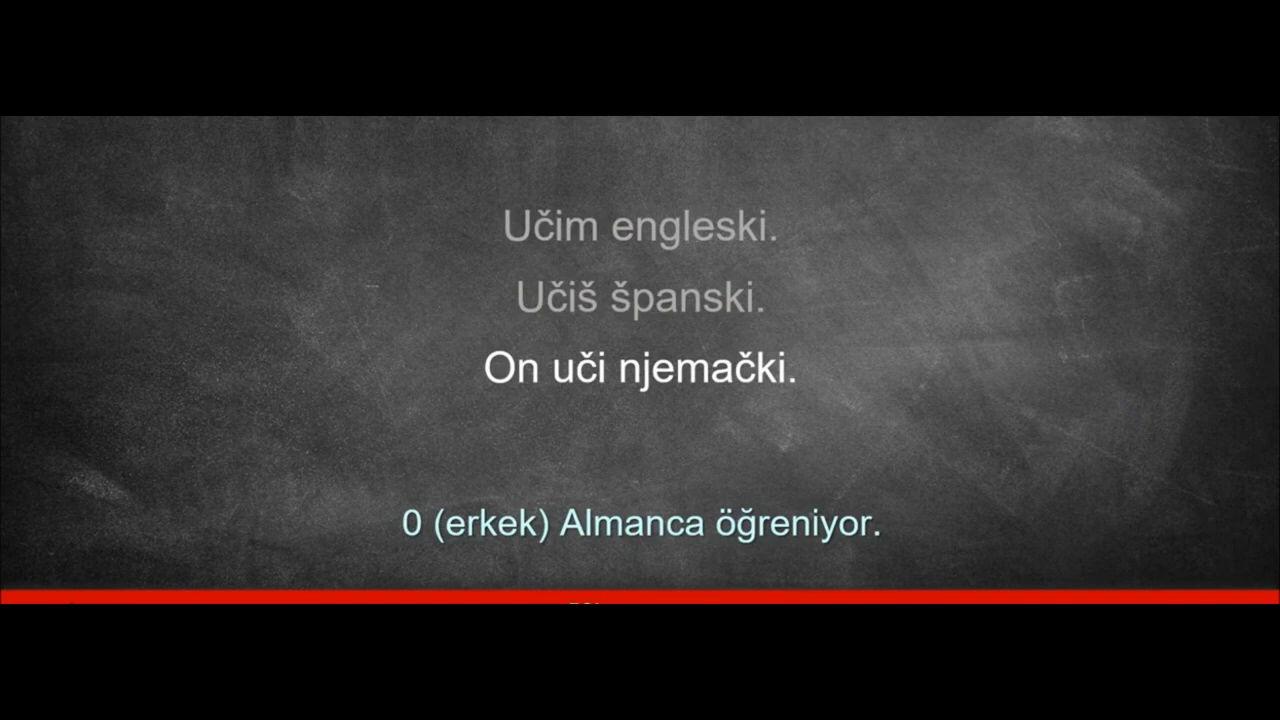 Učim engleski.
Učiš španski.
On uči njemački.
0 (erkek) Almanca öğreniyor.